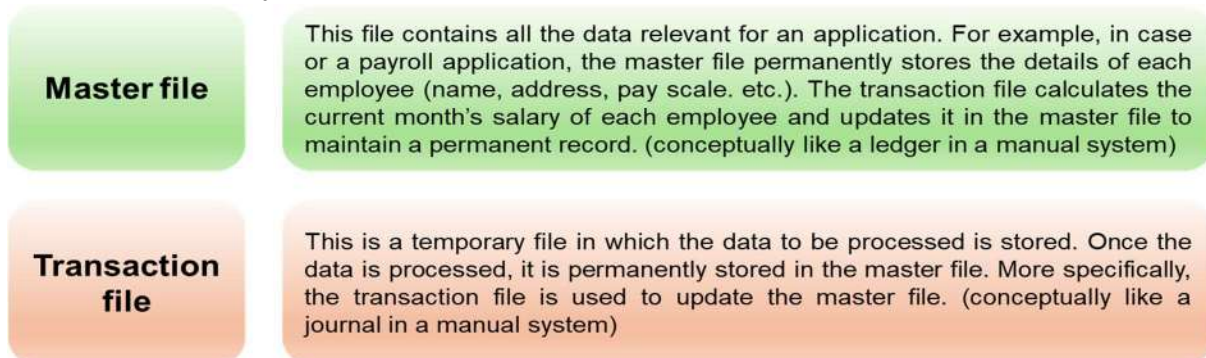 Master file
This file contains all the data relevant for an application. For example, in case
or a payroll application, the master file permanently stores the details of each
employee (name, address, pay scale. etc.). The transaction file calculates the
current month's salary of each employee and updates it in the master file to
maintain a permanent record. (conceptually like a ledger in a manual system)
Transaction
file
This is a temporary file in which the data to be processed is stored. Once the
data is processed, it is permanently stored in the master file. More specifically,
the transaction file is used to update the master file. (conceptually like a
journal in a manual system)